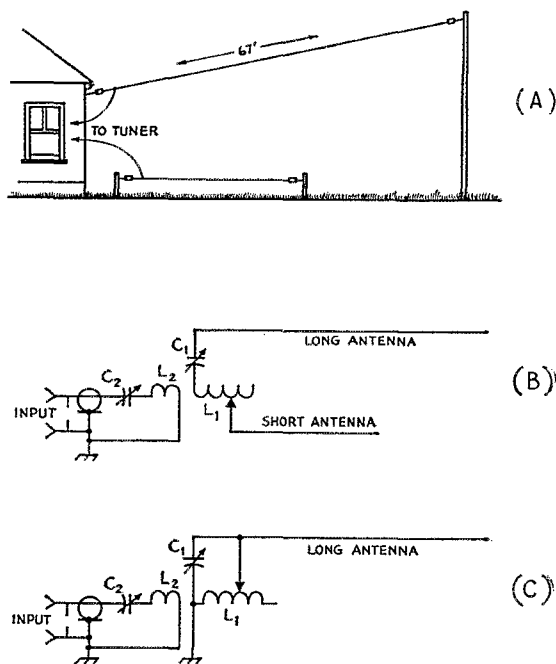 67'
(A)
TO TUNER
C1
LONG ANTENNA
C2
L2
(B)
INPUT
L1
SHORT ANTENNA
C1
LONG ANTENNA
C2
L2
(C)
INPUT
L1